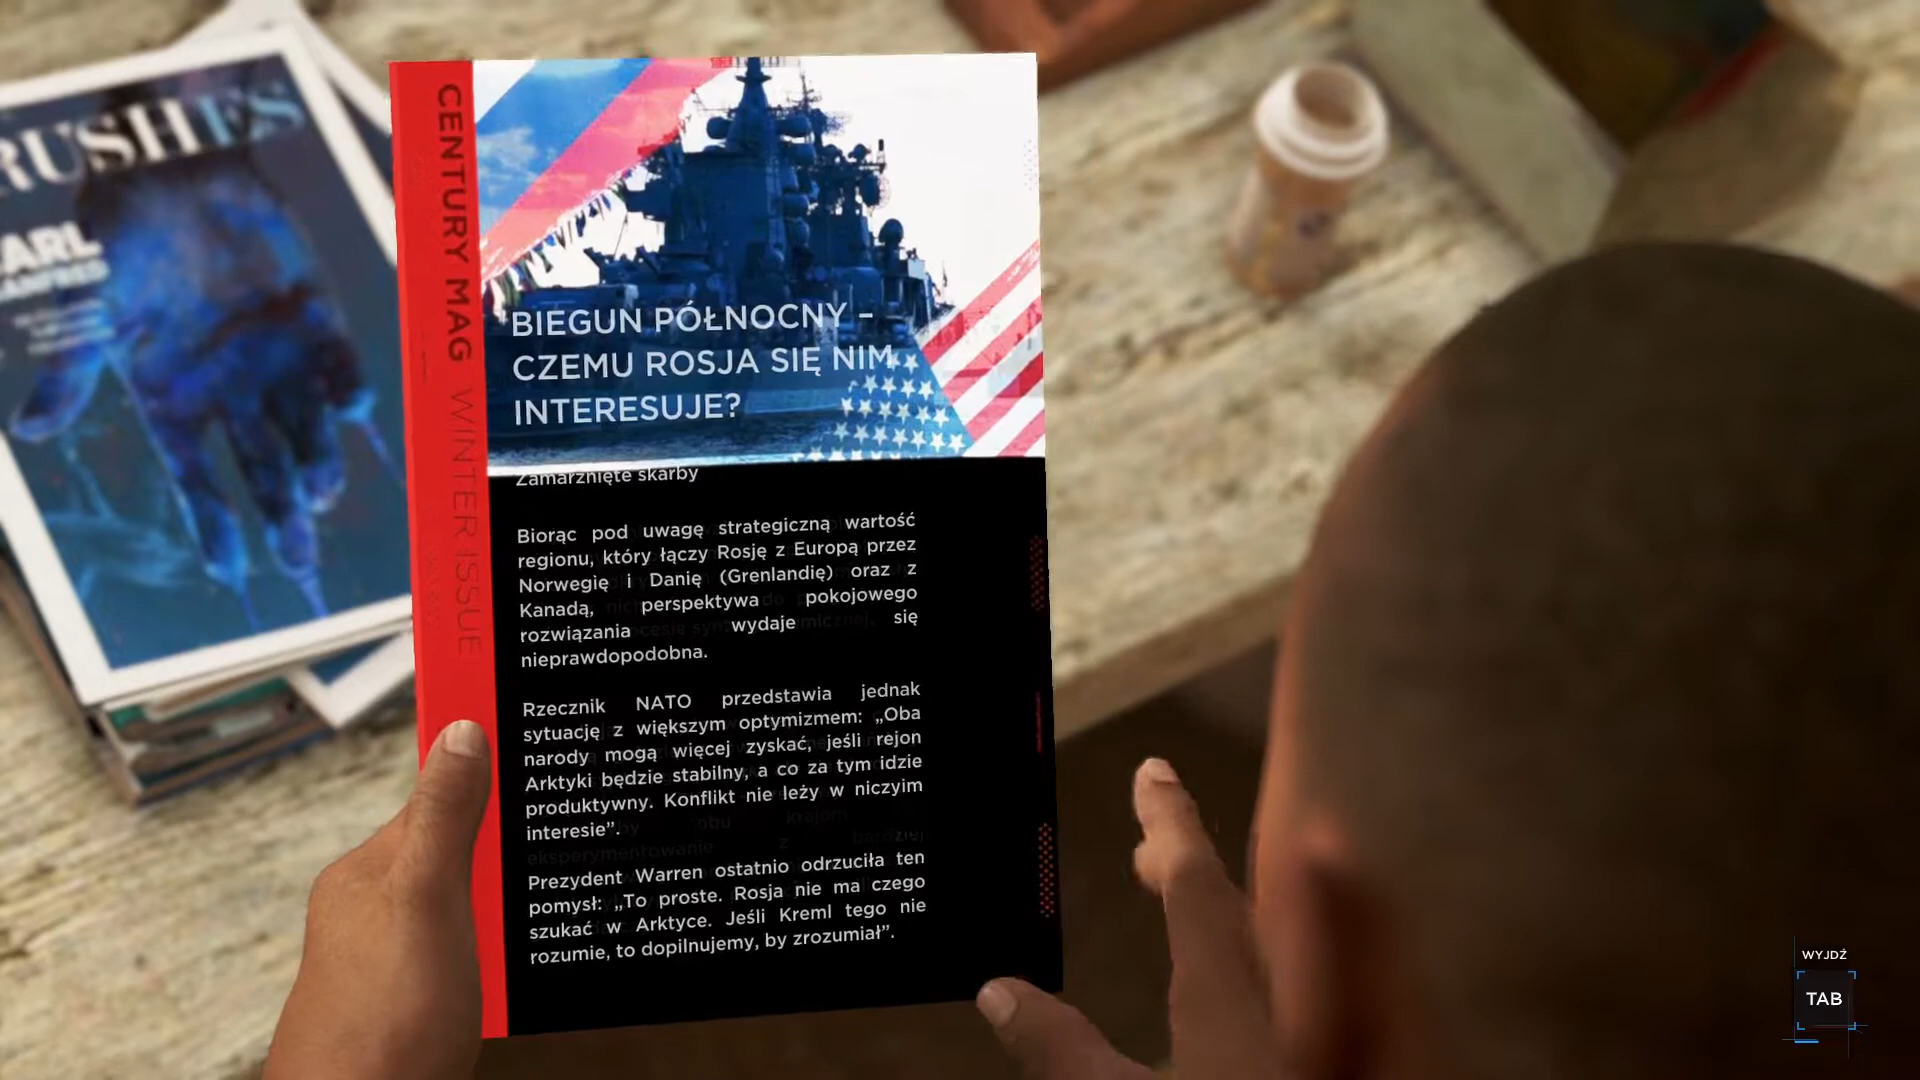 RUSHES
CENTURY MAG WINTER ISSUE
BIEGUN PÓŁNOCNY –
CZEMU ROSJA SIĘ NIM
INTERESUJE?
Zamarznięte skarby
Biorąc pod uwagę strategiczną wartość
regionu, który łączy Rosję z Europą przez
Norwegię i Danię (Grenlandię) oraz z
Kanadą, perspektywa pokojowego
rozwiązania wydaje się
nieprawdopodobna.
Rzecznik NATO przedstawia jednak
sytuację z większym optymizmem: „Oba
narody mogą więcej zyskać, jeśli rejon
Arktyki będzie stabilny, a co za tym idzie
produktywny. Konflikt nie leży w niczyim
interesie”.
Prezydent Warren ostatnio odrzuciła ten
pomysł: „To proste. Rosja nie ma czego
szukać w Arktyce. Jeśli Kreml tego nie
rozumie, to dopilnujemy, by zrozumiał”.
WYJDŹ
TAB